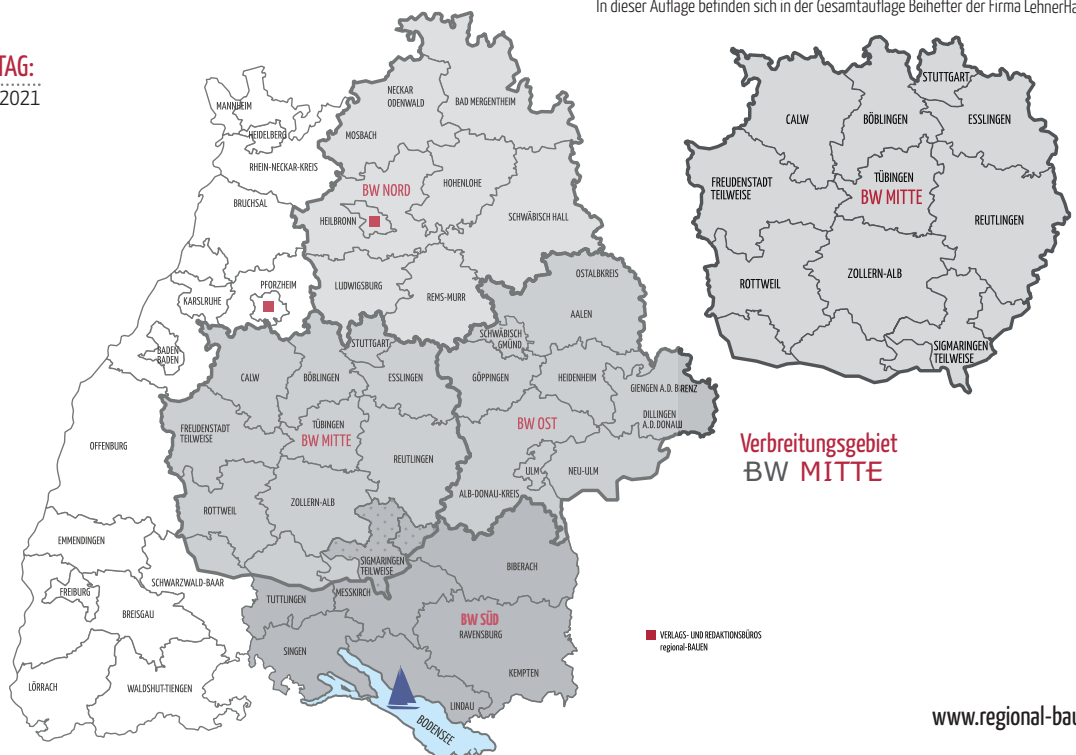 In dieser Auflage befinden sich in der Gesamtauflage Beihefter der Firma LehnerHa
TAG:
2021
MANNHEIM
HEIDELBERG
RHEIN-NECKAR-KREIS
BRUCHSAL
NECKAR
ODENWALD
BAD MERGENTHEIM
MOSBACH
BW NORD
HOHENLOHE
HEILBRONN
SCHWÄBISCH HALL
LUDWIGSBURG
REMS-MURR
PFORZHEIM
KARLSRUHE
BADEN
BADEN
OFFENBURG
OSTALBKREIS
AALEN
SCHWÄBISCH
GMÜND
GÖPPINGEN
HEIDENHEIM
GIENGEN A.D. BRENZ
DILLINGEN
A.D. DONAU
BW OST
ULM
NEU-ULM
ALB-DONAU-KREIS
STUTTGART
CALW
BÖBLINGEN
ESSLINGEN
FREUDENSTADT
TEILWEISE
TÜBINGEN
BW MITTE
REUTLINGEN
ROTTWEIL
ZOLLERN-ALB
SIGMARINGEN
TEILWEISE
EMMENDINGEN
FREIBURG
SCHWARZWALD-BAAR
BREISGAU
LÖRRACH
WALDSHUT-TIENGEN
TUTTLINGEN
MESSKIRCH
BIBERACH
BW SÜD
RAVENSBURG
SINGEN
KEMPTEN
LINDAU
BODENSEE
STUTTGART
CALW
BÖBLINGEN
ESSLINGEN
FREUDENSTADT
TEILWEISE
TÜBINGEN
BW MITTE
REUTLINGEN
ROTTWEIL
ZOLLERN-ALB
SIGMARINGEN
TEILWEISE
Verbreitungsgebiet
BW MITTE
VERLAGS- UND REDAKTIONSBÜROS
regional-BAUEN
www.regional-bau